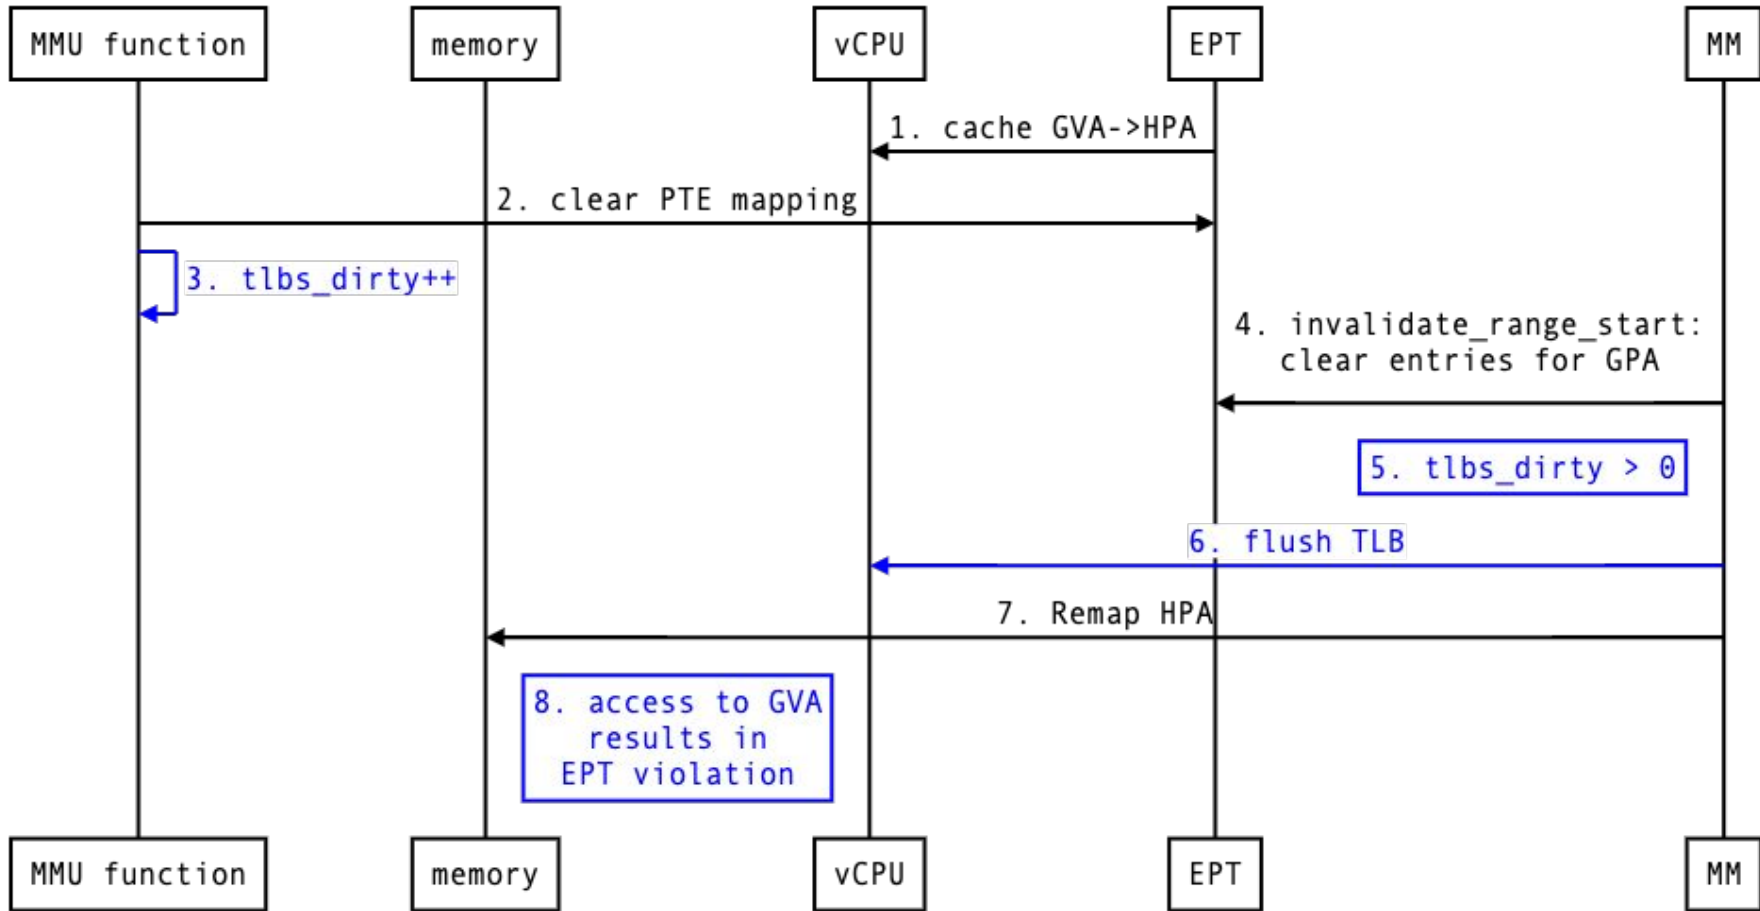 MMU function
memory
vCPU
EPT
MM
1. cache GVA->HPA
2. clear PTE mapping
3. tlbs_dirty++
4. invalidate_range_start:
clear entries for GPA
5. tlbs_dirty > 0
6. flush TLB
7. Remap HPA
8. access to GVA
results in
EPT violation
MMU function
memory
vCPU
EPT
MM